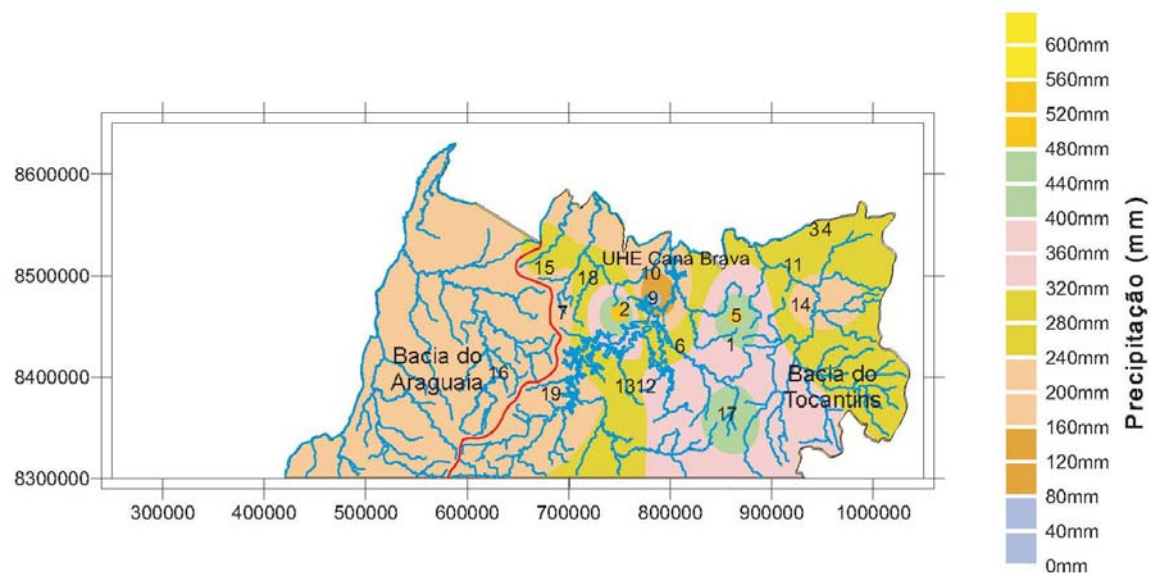 600mm
560mm
520mm
480mm
440mm
400mm
360mm
320mm
280mm
240mm
200mm
160mm
120mm
80mm
40mm
0mm
Precipitação (mm)
8600000
8500000
8400000
8300000
300000 400000 500000 600000 700000 800000 900000 1000000
34
UHE Cana Brava
15
11
18
10
9
14
7
2
5
6
1
Bacia do
Araguaia
16
1312
Bacia do
Tocantins
19
17